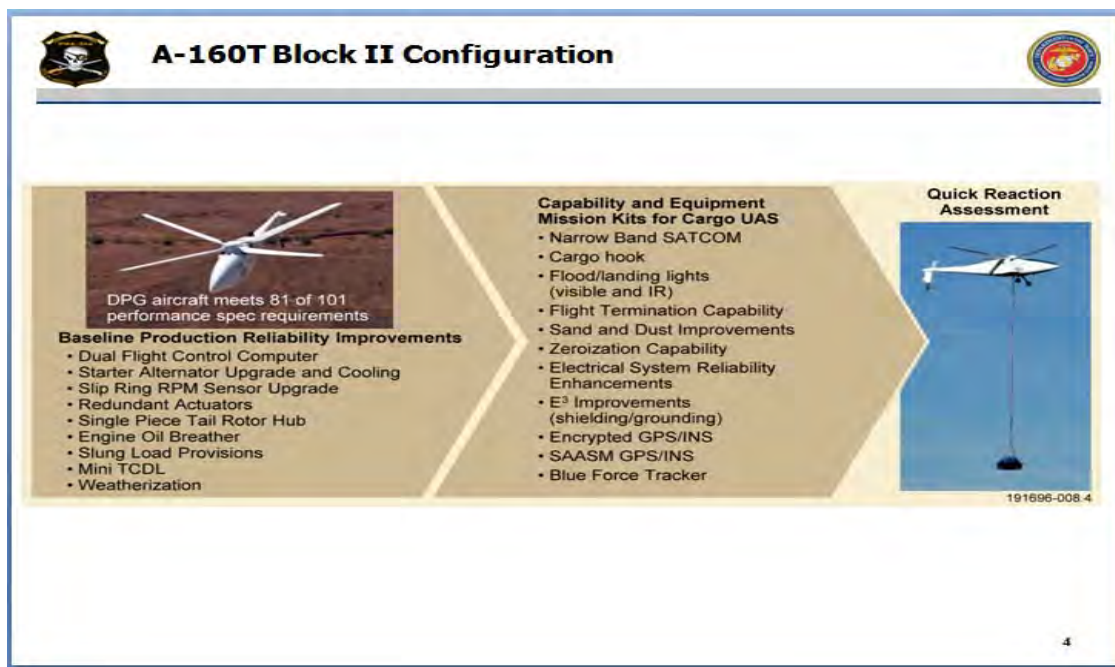 A-160T Block II Configuration
DPG aircraft meets 81 of 101
performance spec requirements
Baseline Production Reliability Improvements
• Dual Flight Control Computer
• Starter Alternator Upgrade and Cooling
• Slip Ring RPM Sensor Upgrade
• Redundant Actuators
• Single Piece Tail Rotor Hub
• Engine Oil Breather
• Slung Load Provisions
• Mini TCDL
• Weatherization
Capability and Equipment
Mission Kits for Cargo UAS
• Narrow Band SATCOM
• Cargo hook
• Flood/landing lights
(visible and IR)
• Flight Termination Capability
• Sand and Dust Improvements
• Zeroization Capability
• Electrical System Reliability
Enhancements
• E³ Improvements
(shielding/grounding)
• Encrypted GPS/INS
• SAASM GPS/INS
• Blue Force Tracker
Quick Reaction
Assessment
191696-008.4
4